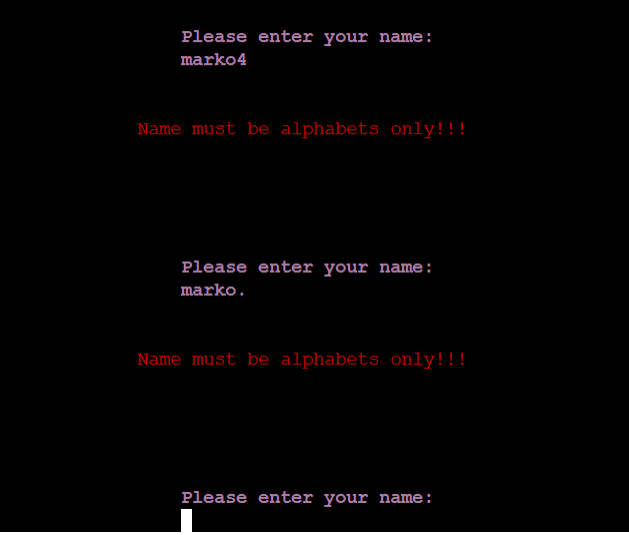 Please enter your name:
marko4
Name must be alphabets only!!!
Please enter your name:
marko.
Name must be alphabets only!!!
Please enter your name: